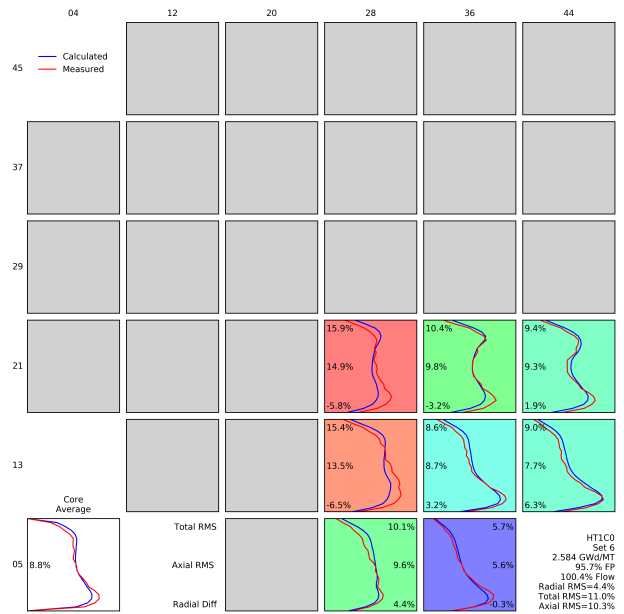 04 12 20 28 36 44
Calculated
Measured
45
37
29
21
15.9% 10.4% 9.4%
14.9% 9.8% 9.3%
-5.8% -3.2% 1.9%
13
15.4% 8.6% 9.0%
13.5% 8.7% 7.7%
-6.5% 3.2% 6.3%
Core
Average
05
8.8%
Total RMS 10.1% 5.7%
Axial RMS 9.6% 5.6%
Radial Diff 4.4% -0.3%
HT1C0
Set 6
2.584 GWd/MT
95.7% FP
100.4% Flow
Radial RMS=4.4%
Total RMS=11.0%
Axial RMS=10.3%